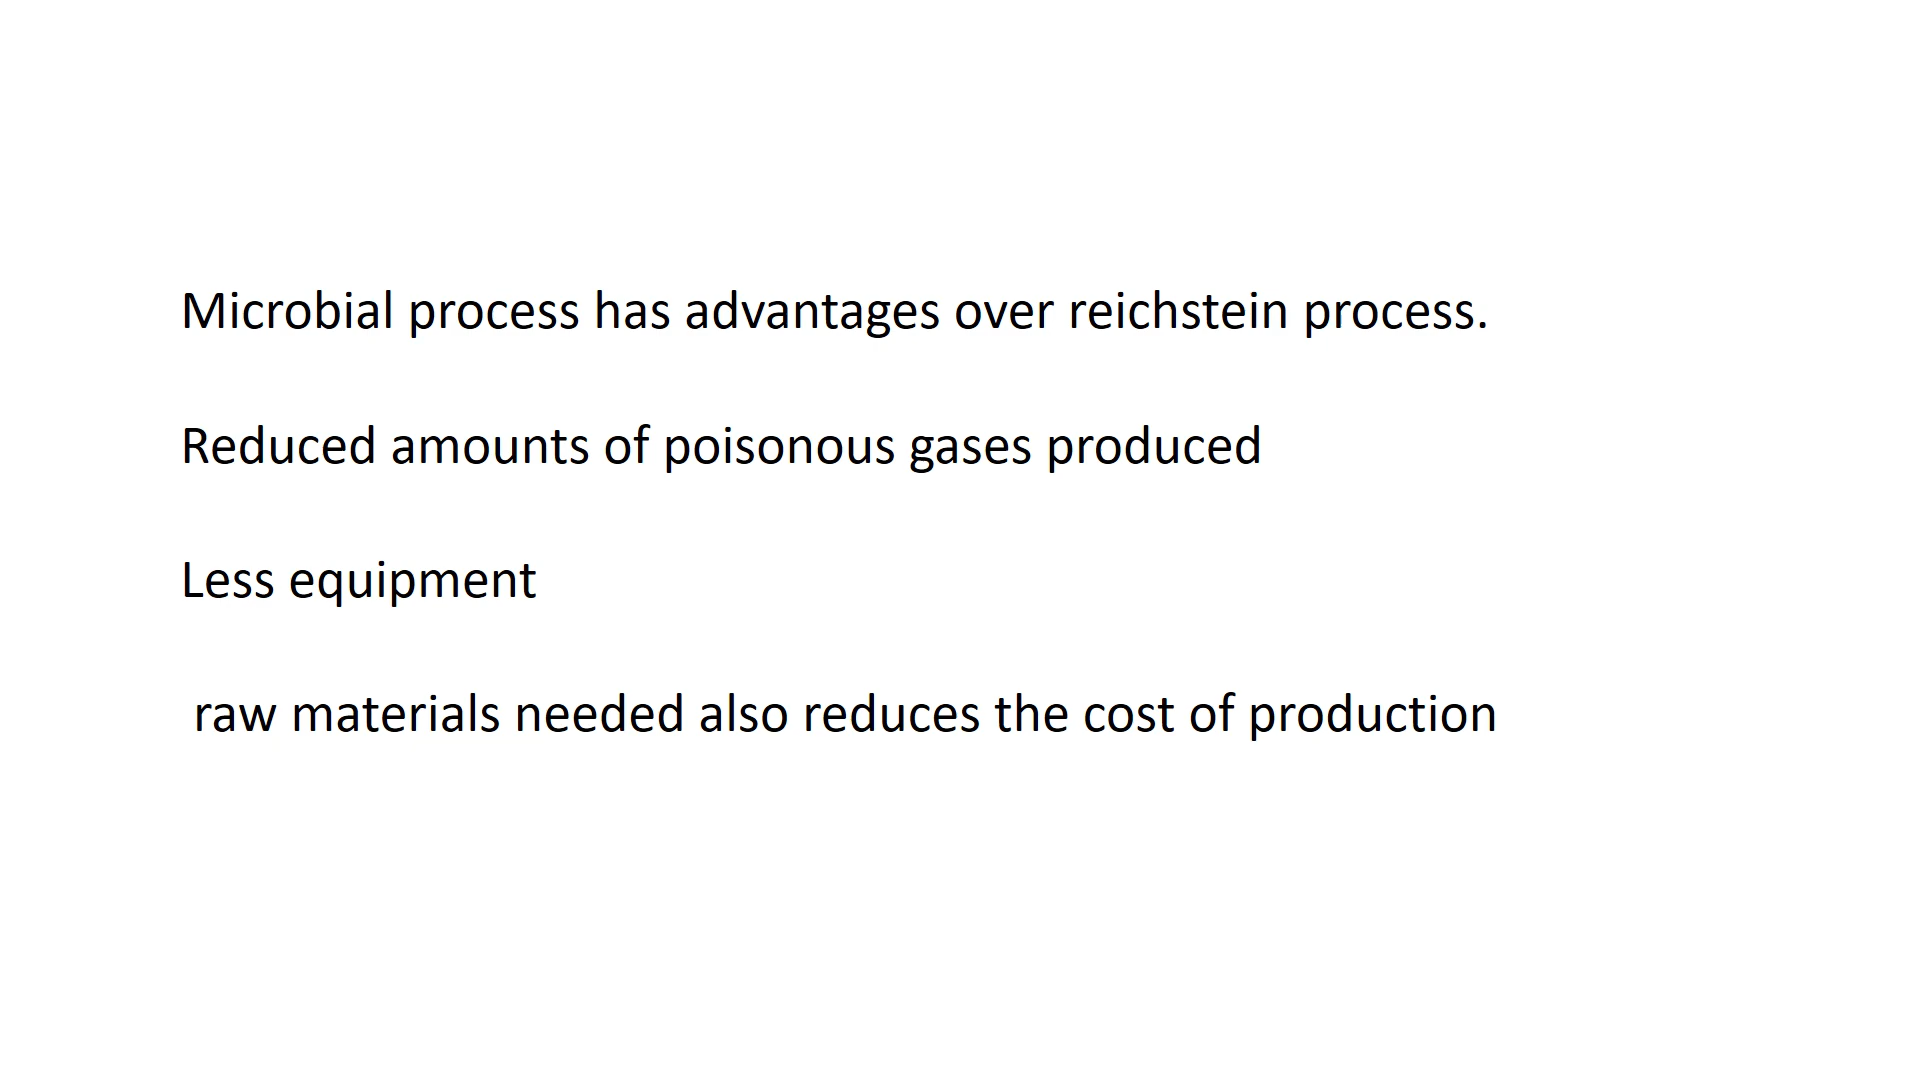 Microbial process has advantages over reichstein process.
Reduced amounts of poisonous gases produced
Less equipment
raw materials needed also reduces the cost of production